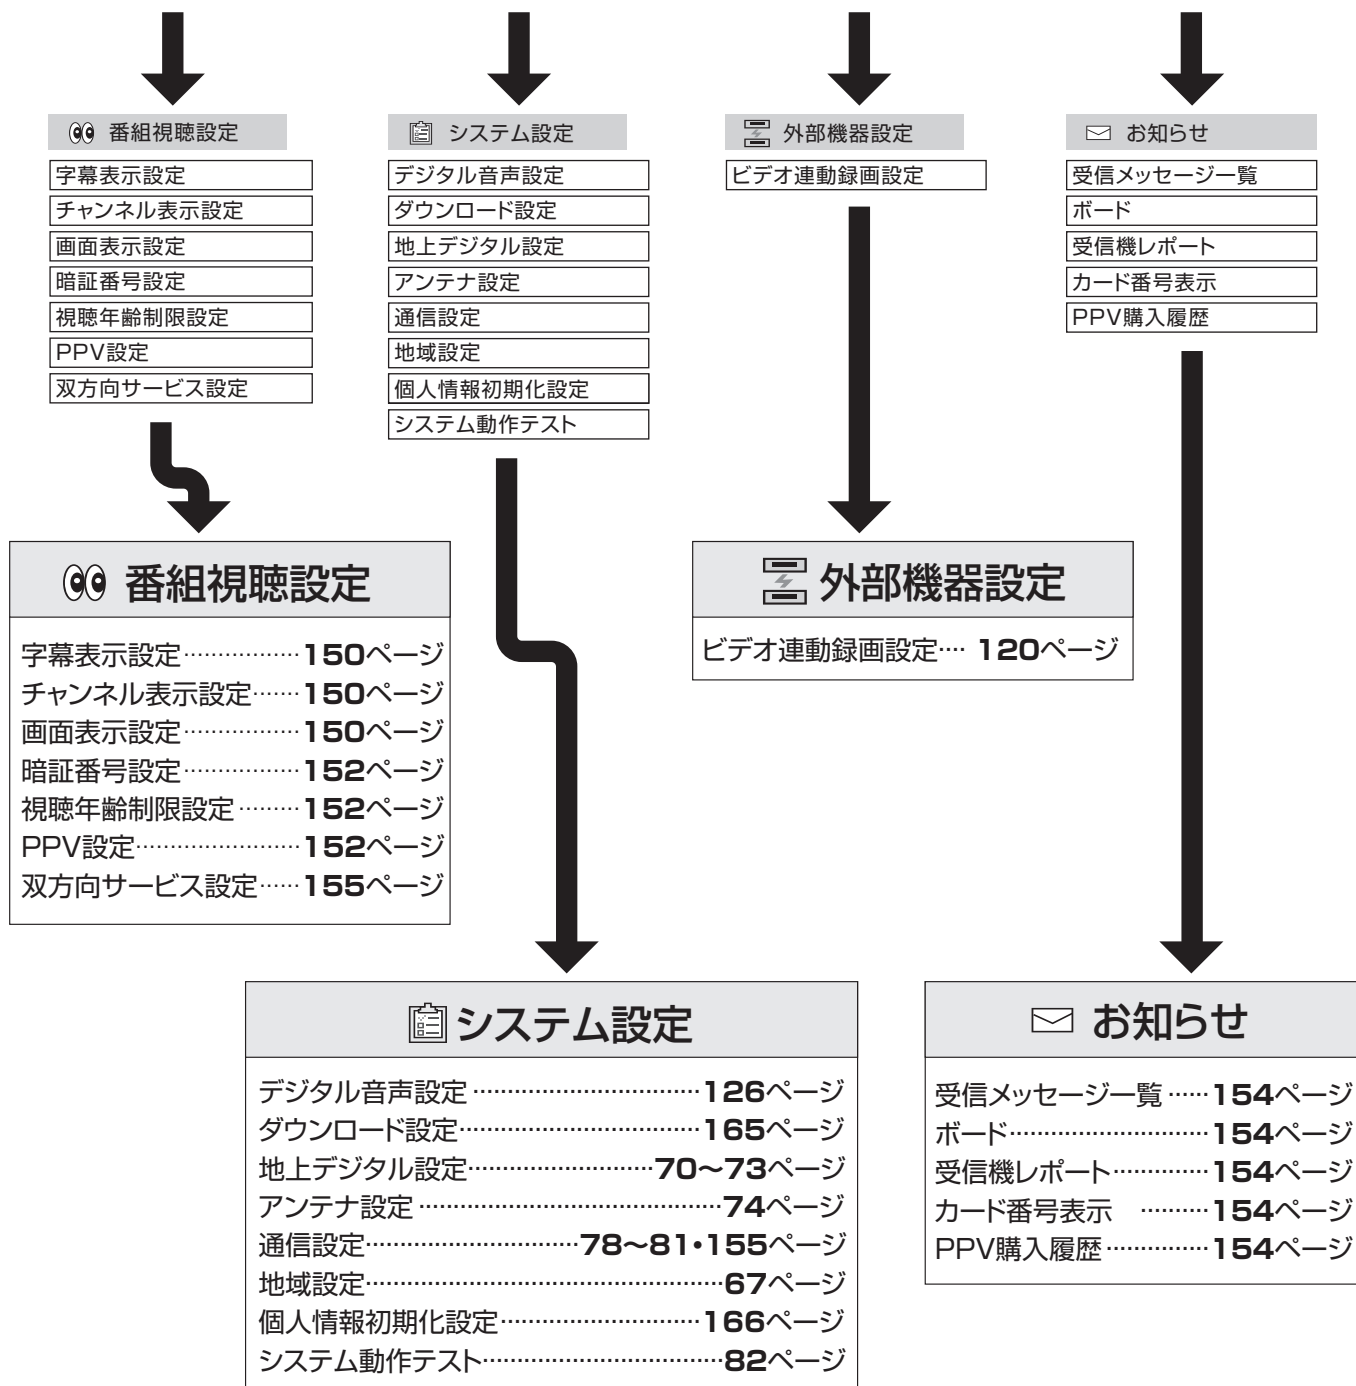 番組視聴設定
字幕表示設定
チャンネル表示設定
画面表示設定
暗証番号設定
視聴年齢制限設定
PPV設定
双方向サービス設定
システム設定
デジタル音声設定
ダウンロード設定
地上デジタル設定
アンテナ設定
通信設定
地域設定
個人情報初期化設定
システム動作テスト
外部機器設定
ビデオ連動録画設定
お知らせ
受信メッセージ一覧
ボード
受信機レポート
カード番号表示
PPV購入履歴
番組視聴設定
字幕表示設定………………150ページ
チャンネル表示設定……150ページ
画面表示設定………………150ページ
暗証番号設定………………152ページ
視聴年齢制限設定………152ページ
PPV設定……………………152ページ
双方向サービス設定……155ページ
外部機器設定
ビデオ連動録画設定…120ページ
システム設定
デジタル音声設定……………………………126ページ
ダウンロード設定………………………………165ページ
地上デジタル設定………………………70〜73ページ
アンテナ設定………………………………………74ページ
通信設定…………………………78〜81•155ページ
地域設定……………………………………………67ページ
個人情報初期化設定…………………………166ページ
システム動作テスト……………………………82ページ
お知らせ
受信メッセージ一覧……154ページ
ボード…………………………154ページ
受信機レポート……………154ページ
カード番号表示 ………154ページ
PPV購入履歴……………154ページ